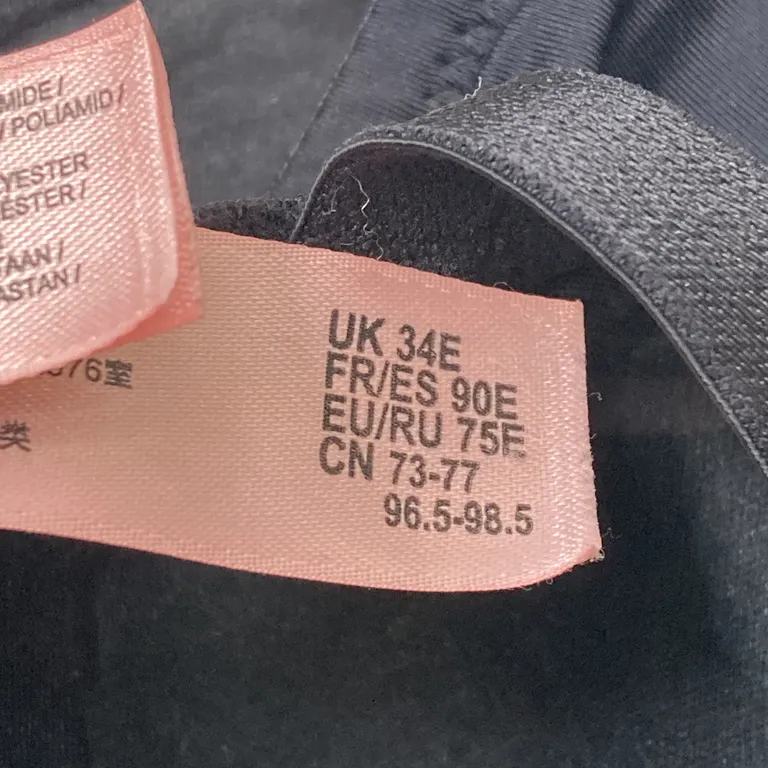 MIDE /
/ POLIAMID /
YESTER
ESTER /
TAAN /
ASTAN /
类
UK 34E
FR/ES 90E
EU/RU 75E
CN 73-77
96.5-98.5